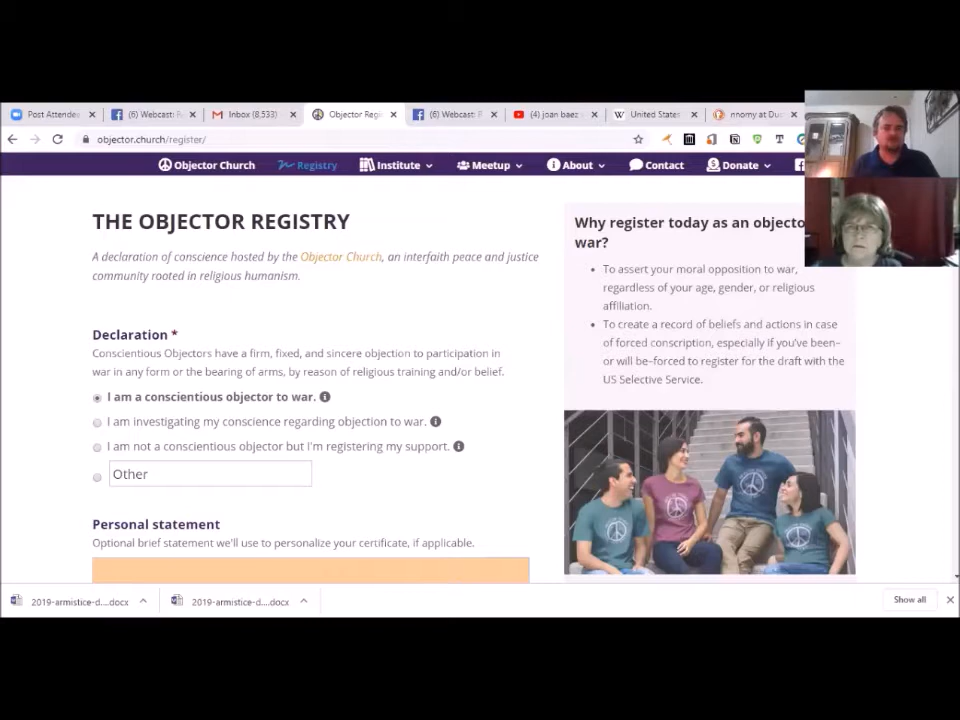 Post Attende
(6) Webcast: R
Inbox (8,533)
Objector Regi
(6) Webcast: F
(4) joan baez
United States
nnomy at Duc
objector.church/register/
Objector Church
Registry
Institute
Meetup
About
Contact
Donate
THE OBJECTOR REGISTRY
A declaration of conscience hosted by the Objector Church, an interfaith peace and justice
community rooted in religious humanism.
Declaration *
Conscientious Objectors have a firm, fixed, and sincere objection to participation in
war in any form or the bearing of arms, by reason of religious training and/or belief.
I am a conscientious objector to war.
I am investigating my conscience regarding objection to war.
I am not a conscientious objector but I'm registering my support.
Other
Personal statement
Optional brief statement we'll use to personalize your certificate, if applicable.
Why register today as an objecto
war?
To assert your moral opposition to war,
regardless of your age, gender, or religious
affiliation.
To create a record of beliefs and actions in case
of forced conscription, especially if you've been–
or will be–forced to register for the draft with the
US Selective Service.
2019-armistice-d....docx
2019-armistice-d....docx
Show all